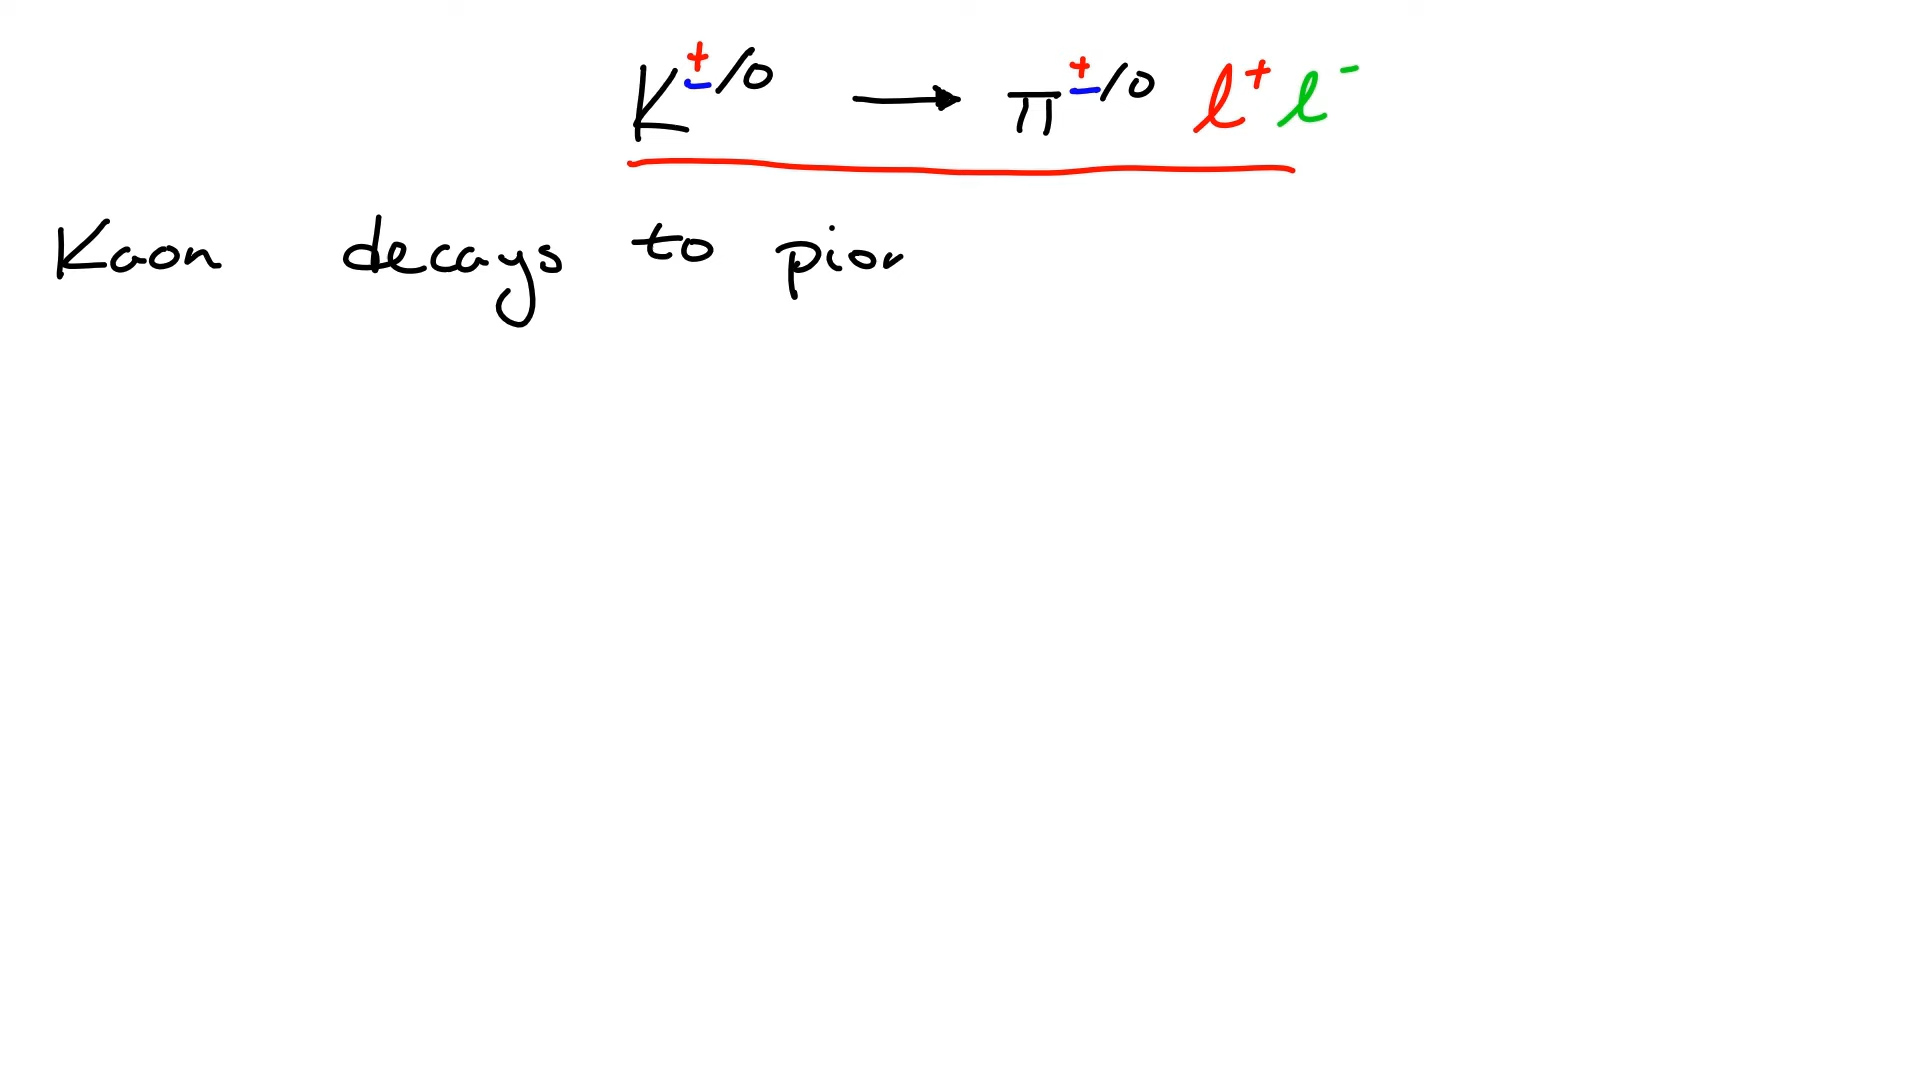 K^{±/0} → π^{±/0} ℓ^+ ℓ^-
Kaon decays to pion